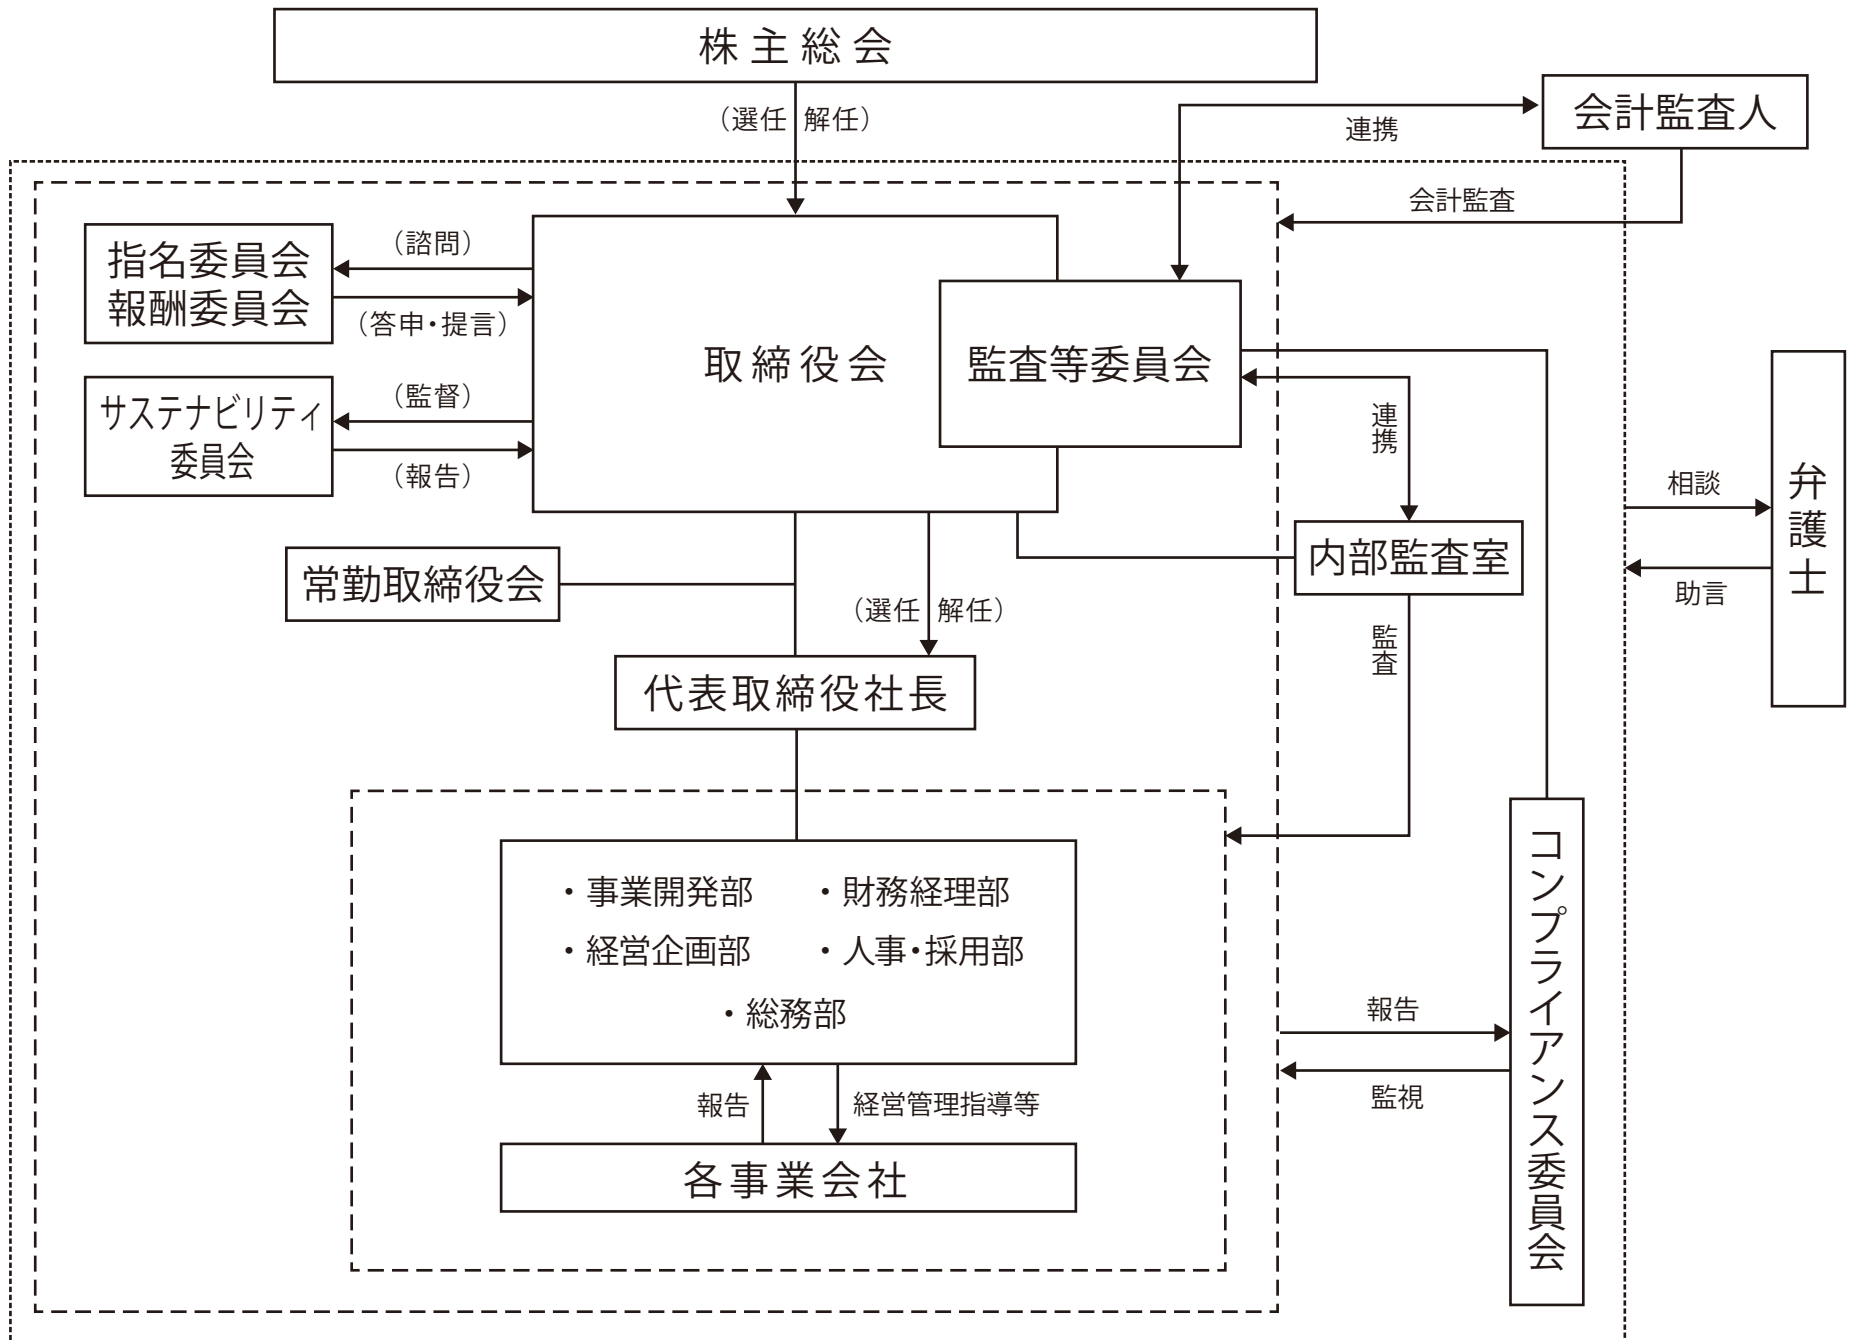 株主総会
（選任 解任）
会計監査人
連携
会計監査
指名委員会
報酬委員会
（諮問）
（答申・提言）
取締役会
監査等委員会
サステナビリティ
委員会
（監督）
（報告）
連携
相談
弁護士
助言
常勤取締役会
（選任 解任）
内部監査室
監査
代表取締役社長
・事業開発部
・財務経理部
・経営企画部
・人事・採用部
・総務部
コンプライアンス委員会
報告
監視
報告
経営管理指導等
各事業会社